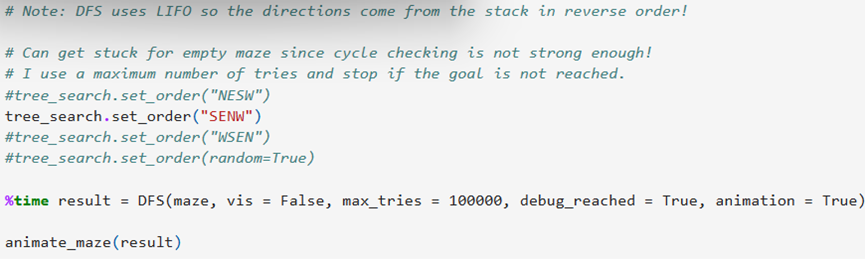 # Note: DFS uses LIFO so the directions come from the stack in reverse order!
# Can get stuck for empty maze since cycle checking is not strong enough!
# I use a maximum number of tries and stop if the goal is not reached.
#tree_search.set_order("NESW")
tree_search.set_order("SENW")
#tree_search.set_order("WSEN")
#tree_search.set_order(random=True)
%time result = DFS(maze, vis = False, max_tries = 100000, debug_reached = True, animation = True)
animate_maze(result)